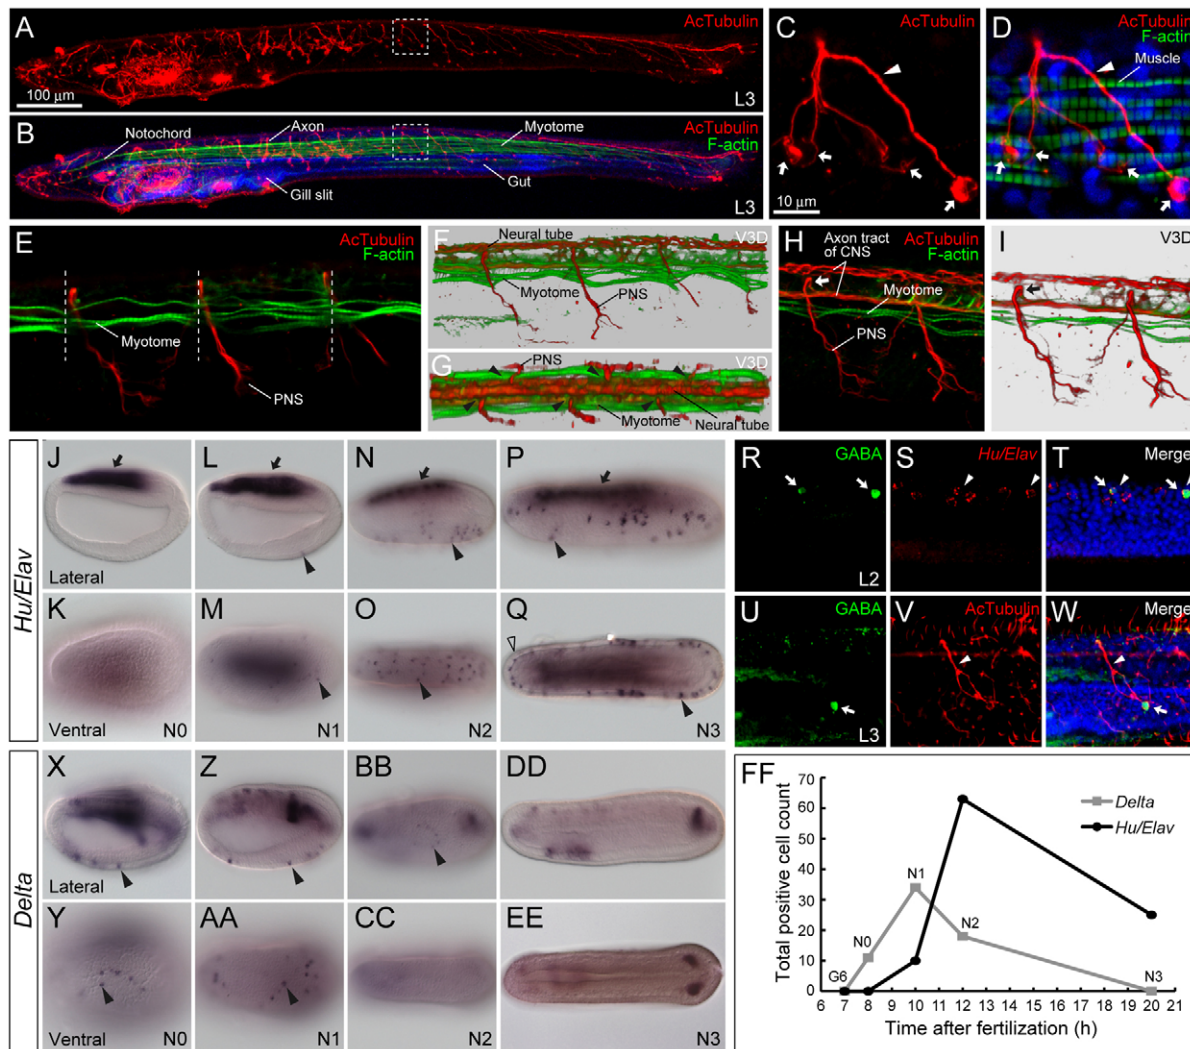 A
AcTubulin
100 μm
L3
B
AcTubulin
F-actin
Notochord
Axon
Myotome
Gill slit
Gut
L3
C
AcTubulin
10 μm
D
AcTubulin
F-actin
Muscle
E
AcTubulin
F-actin
Myotome
PNS
F
V3D
Neural tube
Myotome
PNS
G
V3D
PNS
Myotome
Neural tube
H
AcTubulin
F-actin
Axon tract
of CNS
Myotome
PNS
I
V3D
Hu/Elav
J
Lateral
L
N
P
K
Ventral
N0
M
N1
O
N2
Q
N3
R
GABA
L2
S
Hu/Elav
T
Merge
U
GABA
L3
V
AcTubulin
W
Merge
Delta
X
Lateral
Z
BB
DD
Y
Ventral
N0
AA
N1
CC
N2
EE
N3
FF
Total positive cell count
70
60
50
40
30
20
10
0
Delta
Hu/Elav
G6
N0
N1
N2
N3
6 7 8 9 10 11 12 13 14 15 16 17 18 19 20 21
Time after fertilization (h)